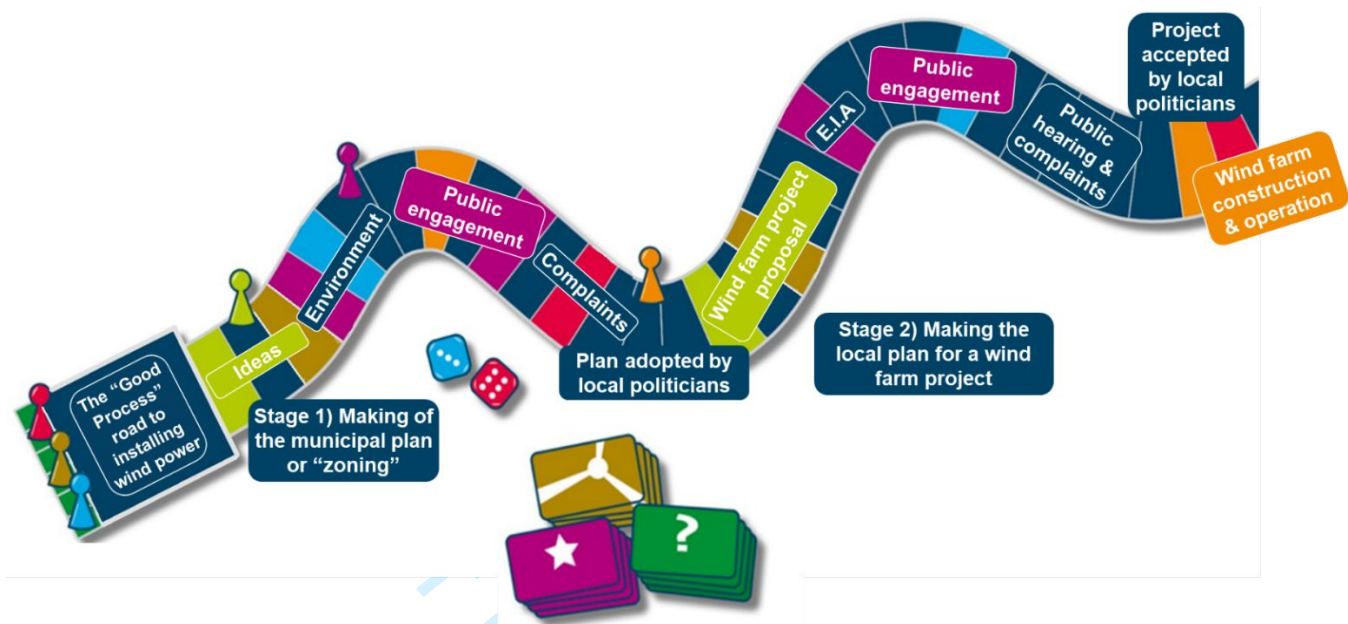 The "Good
Process"
road to
installing
wind power
Ideas
Environment
Stage 1) Making of
the municipal plan
or "zoning"
Public
engagement
Complaints
Plan adopted by
local politicians
Wind farm project
proposal
Stage 2) Making the
local plan for a wind
farm project
E.I.A
Public
engagement
Public
hearing &
complaints
Project
accepted
by local
politicians
Wind farm
construction
& operation
?